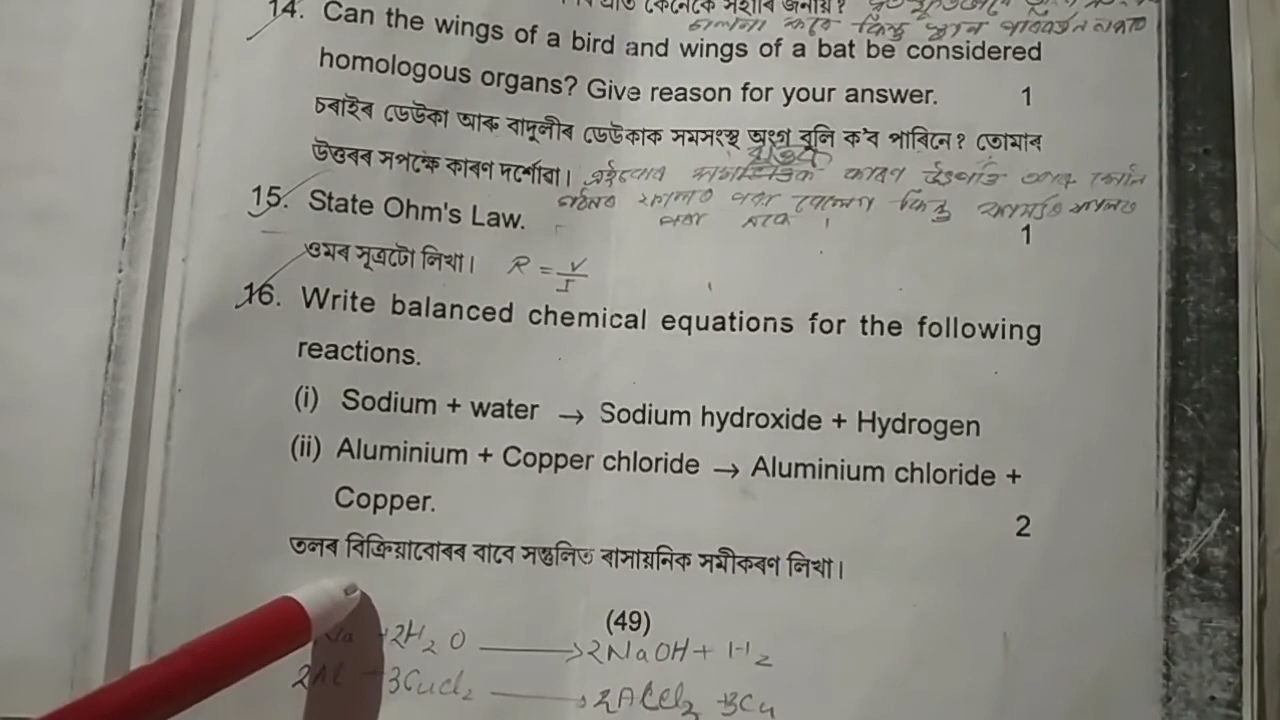 কেনেকৈ সহাৰি জনায়?
14. Can the wings of a bird and wings of a bat be considered
homologous organs? Give reason for your answer. 1
চৰাইৰ ডেউকা আৰু বাদুলীৰ ডেউকাক সমসংস্থ অংগ বুলি ক'ব পাৰিনে? তোমাৰ
উত্তৰৰ সপক্ষে কাৰণ দৰ্শোৱা।
15. State Ohm's Law.
1
ওমৰ সূত্ৰটো লিখা। R = V/I
16. Write balanced chemical equations for the following
reactions.
(i) Sodium + water → Sodium hydroxide + Hydrogen
(ii) Aluminium + Copper chloride → Aluminium chloride +
Copper.
2
তলৰ বিক্ৰিয়াবোৰৰ বাবে সন্তুলিত ৰাসায়নিক সমীকৰণ লিখা।
(49)
+2H₂O → 2NaOH + H₂
2Al +3CuCl₂ → 2AlCl₃ +3Cu